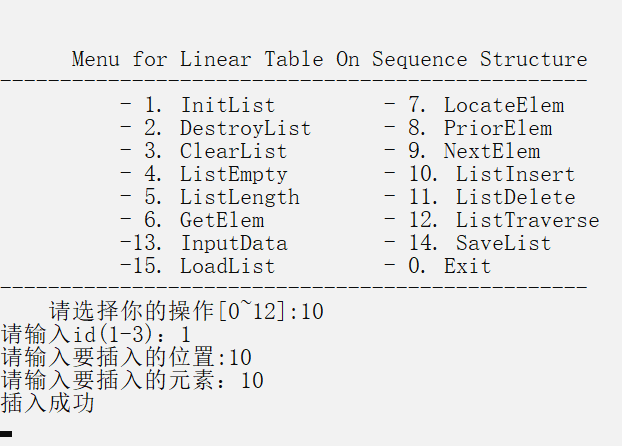 Menu for Linear Table On Sequence Structure
-------------------------------------------------
- 1. InitList - 7. LocateElem
- 2. DestroyList - 8. PriorElem
- 3. ClearList - 9. NextElem
- 4. ListEmpty - 10. ListInsert
- 5. ListLength - 11. ListDelete
- 6. GetElem - 12. ListTraverse
-13. InputData - 14. SaveList
-15. LoadList - 0. Exit
-------------------------------------------------
请选择你的操作[0~12]:10
请输入id(1-3)：1
请输入要插入的位置:10
请输入要插入的元素：10
插入成功